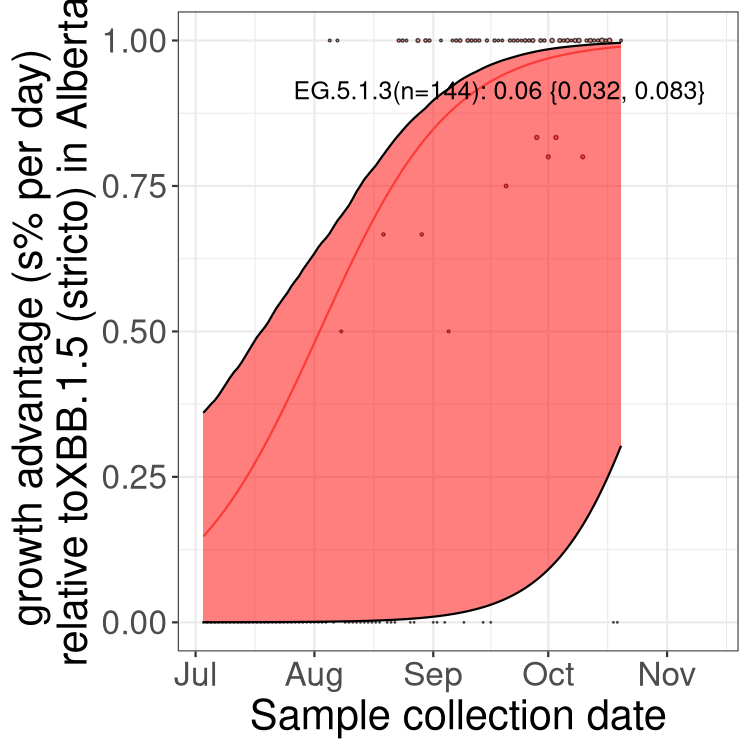 growth advantage (s% per day)
relative toXBB.1.5 (stricto) in Alberta
1.00
0.75
0.50
0.25
0.00
EG.5.1.3(n=144): 0.06 {0.032, 0.083}
Jul Aug Sep Oct Nov
Sample collection date